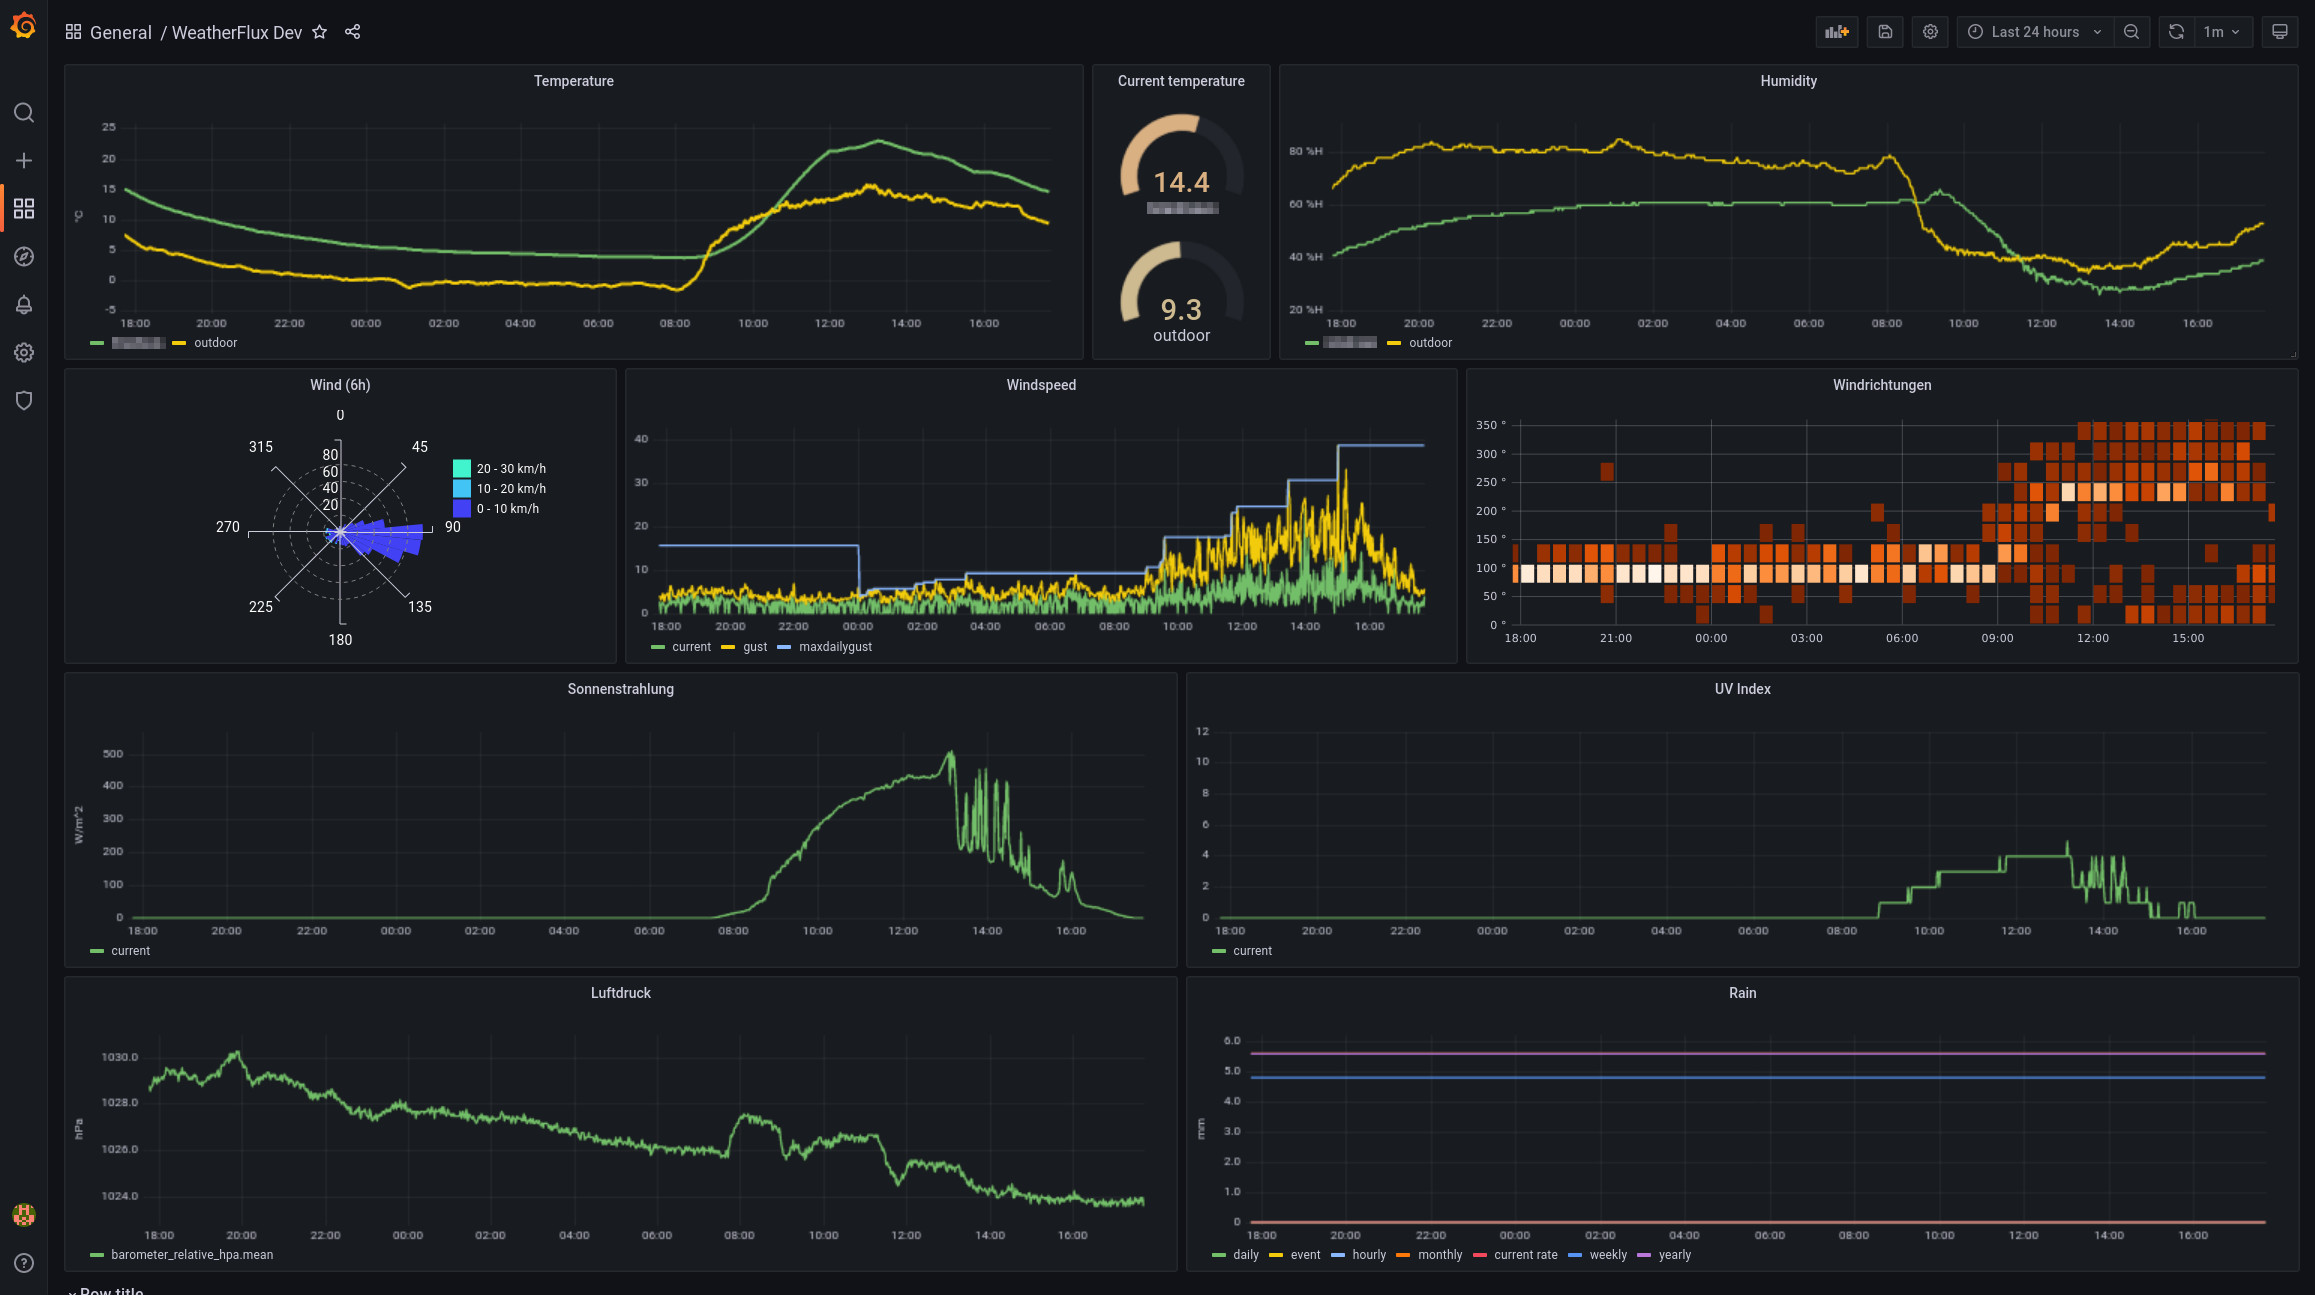 General / WeatherFlux Dev
Last 24 hours
1m
Temperature
25
20
15
10
5
0
-5
°C
18:00 20:00 22:00 00:00 02:00 04:00 06:00 08:00 10:00 12:00 14:00 16:00
outdoor
Current temperature
14.4
9.3
outdoor
Humidity
80 %H
60 %H
40 %H
20 %H
18:00 20:00 22:00 00:00 02:00 04:00 06:00 08:00 10:00 12:00 14:00 16:00
outdoor
Wind (6h)
0
315 45
80
60
40
20
270 90
225 135
180
20 - 30 km/h
10 - 20 km/h
0 - 10 km/h
Windspeed
40
30
20
10
0
18:00 20:00 22:00 00:00 02:00 04:00 06:00 08:00 10:00 12:00 14:00 16:00
current gust maxdailygust
Windrichtungen
350 °
300 °
250 °
200 °
150 °
100 °
50 °
0 °
18:00 21:00 00:00 03:00 06:00 09:00 12:00 15:00
Sonnenstrahlung
500
400
300
200
100
0
W/m^2
18:00 20:00 22:00 00:00 02:00 04:00 06:00 08:00 10:00 12:00 14:00 16:00
current
UV Index
12
10
8
6
4
2
0
18:00 20:00 22:00 00:00 02:00 04:00 06:00 08:00 10:00 12:00 14:00 16:00
current
Luftdruck
1030.0
1028.0
1026.0
1024.0
hPa
18:00 20:00 22:00 00:00 02:00 04:00 06:00 08:00 10:00 12:00 14:00 16:00
barometer_relative_hpa.mean
Rain
6.0
5.0
4.0
3.0
2.0
1.0
0
mm
18:00 20:00 22:00 00:00 02:00 04:00 06:00 08:00 10:00 12:00 14:00 16:00
daily event hourly monthly current rate weekly yearly
Row title